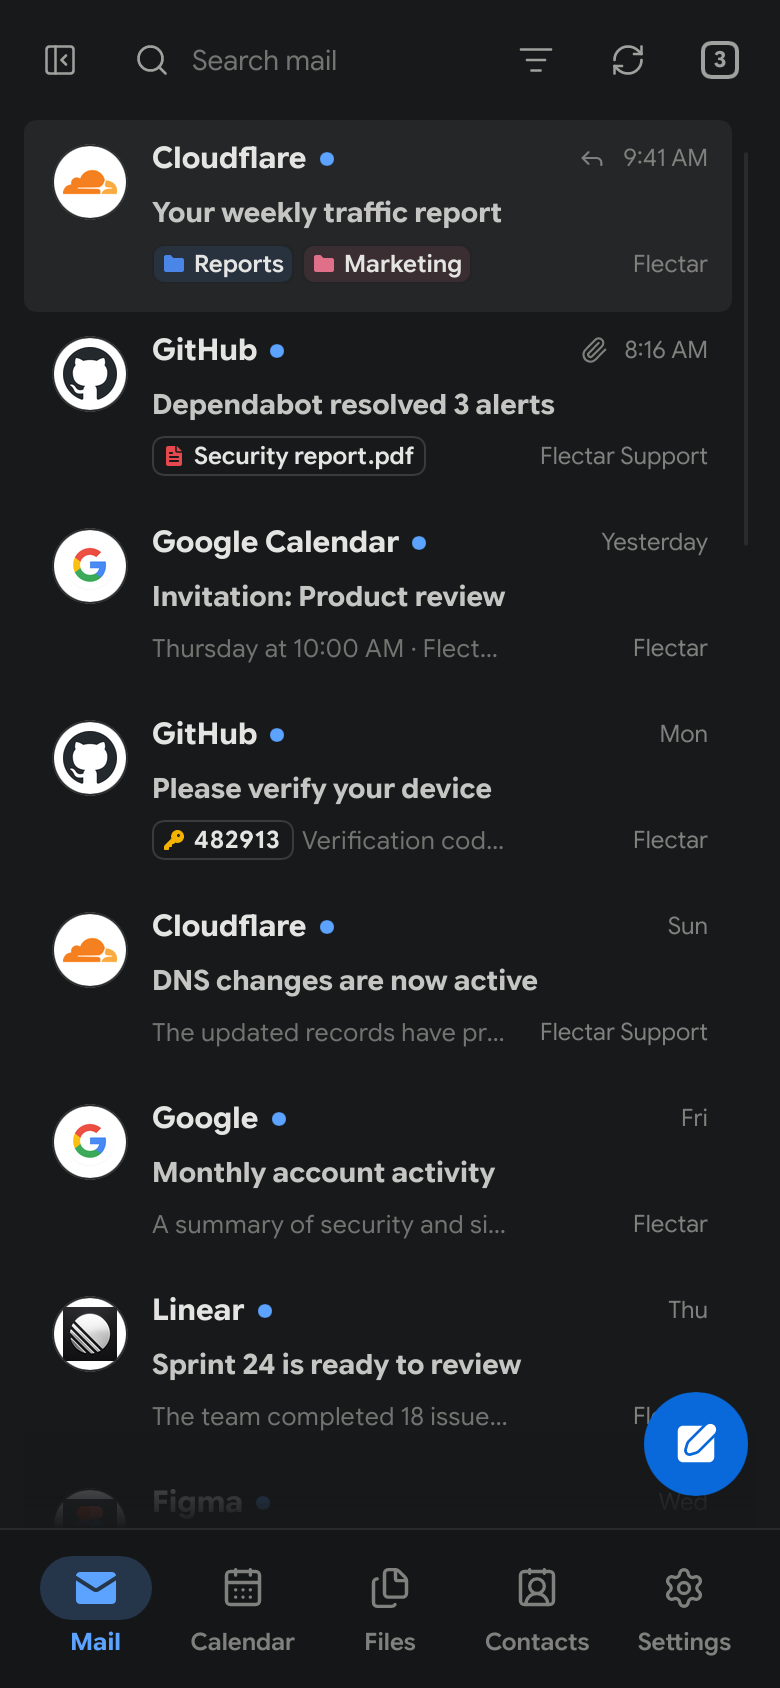 Search mail
3
Cloudflare
9:41 AM
Your weekly traffic report
Reports Marketing Flectar
GitHub
8:16 AM
Dependabot resolved 3 alerts
Security report.pdf Flectar Support
Google Calendar
Yesterday
Invitation: Product review
Thursday at 10:00 AM · Flect... Flectar
GitHub
Mon
Please verify your device
482913 Verification cod... Flectar
Cloudflare
Sun
DNS changes are now active
The updated records have pr... Flectar Support
Google
Fri
Monthly account activity
A summary of security and si... Flectar
Linear
Thu
Sprint 24 is ready to review
The team completed 18 issue...
Figma
Wed
Mail Calendar Files Contacts Settings